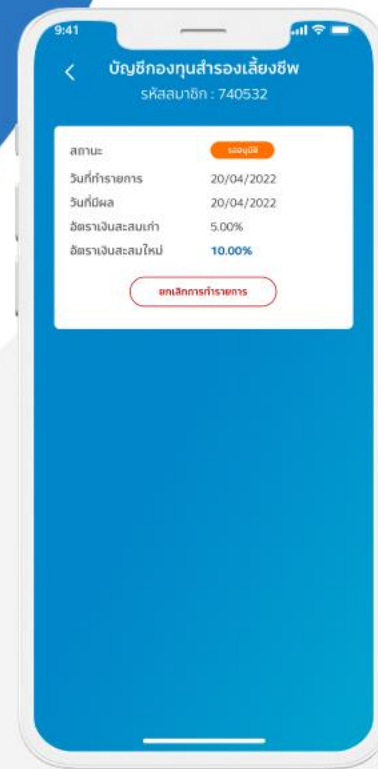 9:41
บัญชีกองทุนสำรองเลี้ยงชีพ
รหัสสมาชิก : 740532
สถานะ รออนุมัติ
วันที่ทำรายการ 20/04/2022
วันที่มีผล 20/04/2022
อัตราเงินสะสมเก่า 5.00%
อัตราเงินสะสมใหม่ 10.00%
ยกเลิกการทำรายการ